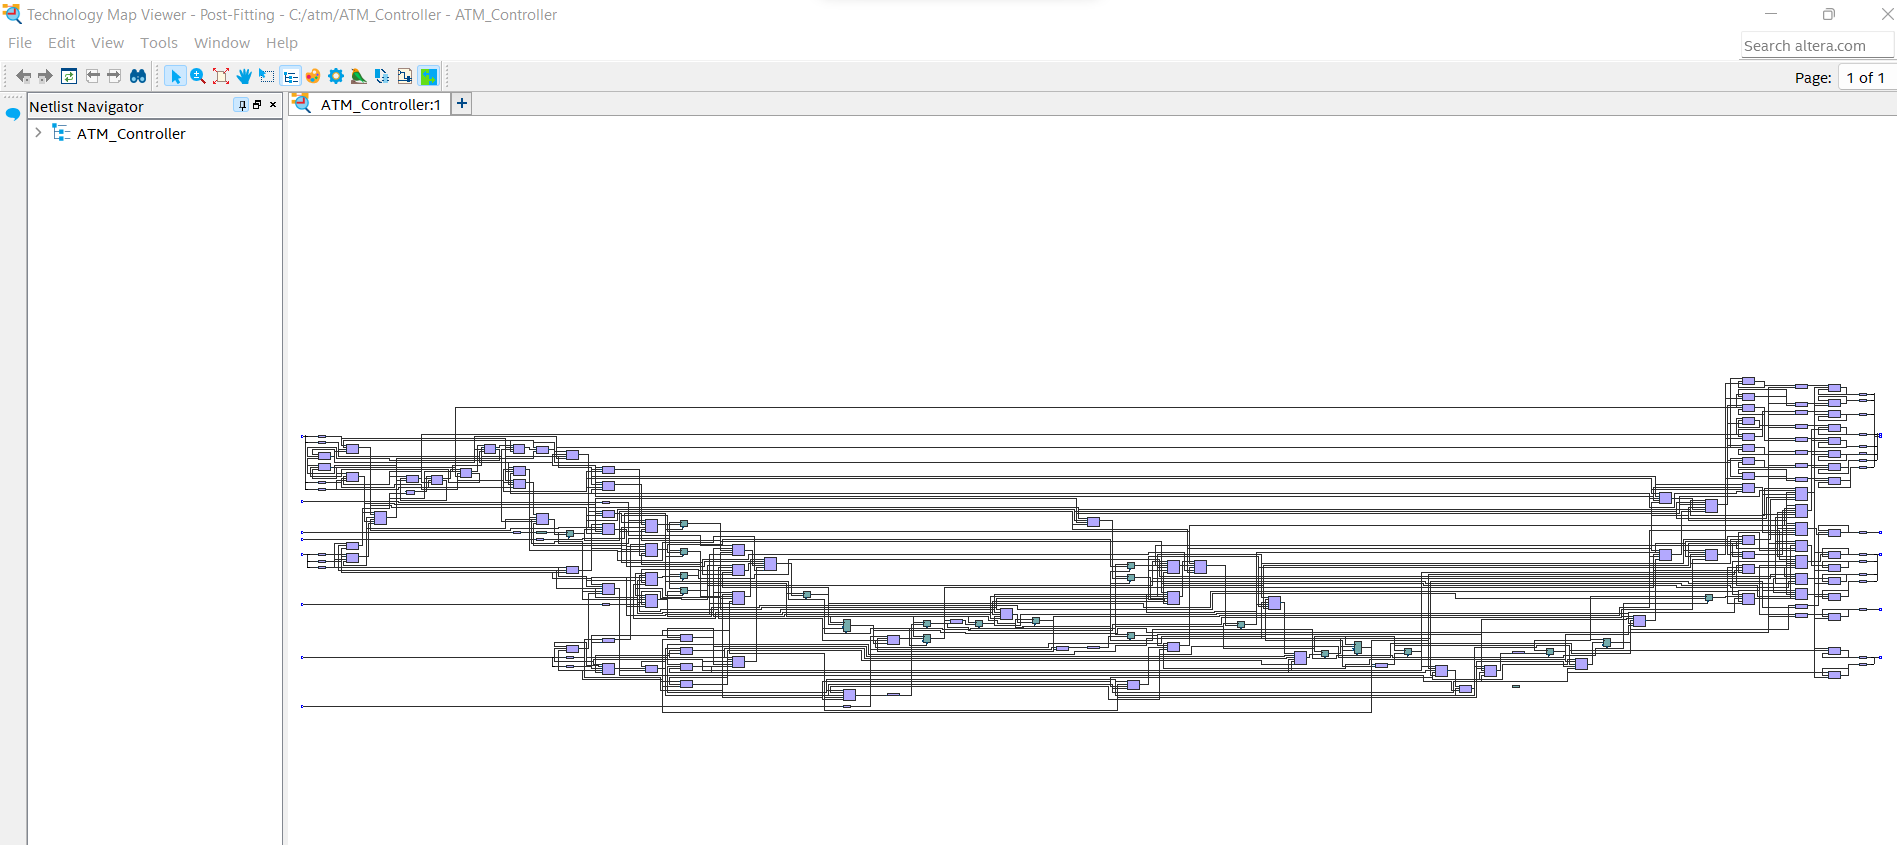 Technology Map Viewer - Post-Fitting - C:/atm/ATM_Controller - ATM_Controller
File Edit View Tools Window Help
Search altera.com
Page: 1 of 1
Netlist Navigator
ATM_Controller:1
ATM_Controller